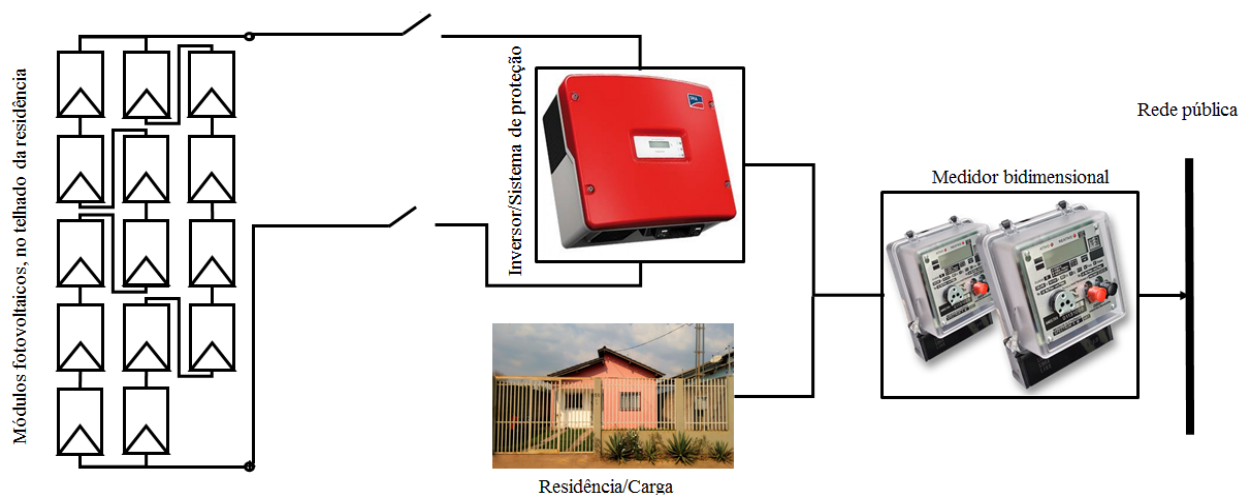 Módulos fotovoltaicos, no telhado da residência
Inversor/Sistema de proteção
Rede pública
Medidor bidimensional
Residência/Carga